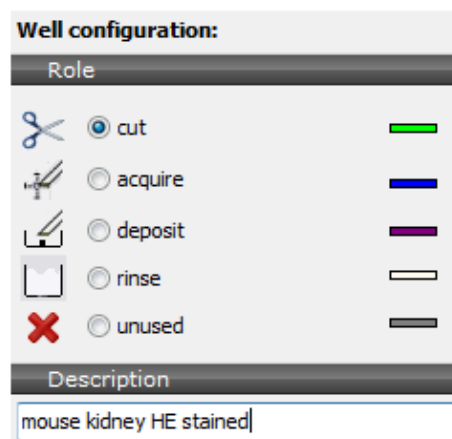 Well configuration:
Role
cut
acquire
deposit
rinse
unused
Description
mouse kidney HE stained